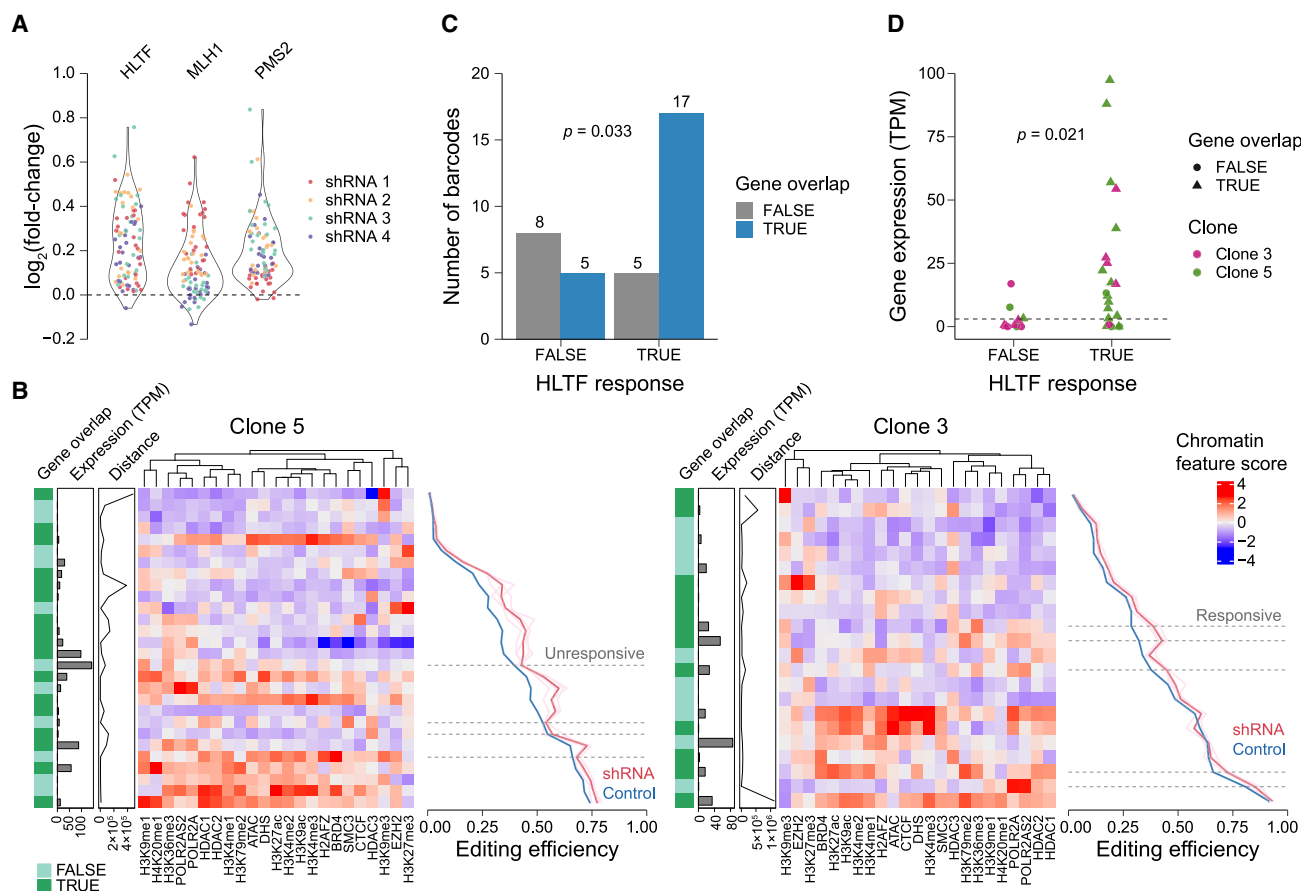 A
HLTF
MLH1
PMS2
1.0
0.8
0.6
0.4
0.2
0.0
−0.2
log2(fold-change)
shRNA 1
shRNA 2
shRNA 3
shRNA 4
C
20
15
10
5
0
Number of barcodes
p = 0.033
8
5
5
17
FALSE
TRUE
HLTF response
Gene overlap
FALSE
TRUE
D
100
75
50
25
0
Gene expression (TPM)
p = 0.021
FALSE
TRUE
HLTF response
Gene overlap
FALSE
TRUE
Clone
Clone 3
Clone 5
B
Gene overlap
Expression (TPM)
Distance
Clone 5
0
50
100
2×10⁵
4×10⁵
H3K9me1
H4K20me1
H3K36me3
POLR2AS2
POLR2A
HDAC1
HDAC2
H3K4me1
H3K79me2
ATAC
DHS
H3K27ac
H3K4me2
H3K9ac
H3K4me3
H2AFZ
BRD4
SMC3
CTCF
HDAC3
H3K9me3
EZH2
H3K27me3
FALSE
TRUE
Unresponsive
shRNA
Control
0.00 0.25 0.50 0.75 1.00
Editing efficiency
Gene overlap
Expression (TPM)
Distance
Clone 3
0
40
80
5×10⁵
1×10⁶
H3K9me3
EZH2
H3K27me3
BRD4
H3K27ac
H3K9ac
H3K4me2
H3K4me1
H2AFZ
ATAC
CTCF
DHS
H3K4me3
SMC3
HDAC3
H3K79me2
H3K36me3
H3K9me1
H4K20me1
POLR2A
POLR2AS2
HDAC2
HDAC1
Chromatin
feature score
4
2
0
−2
−4
Responsive
shRNA
Control
0.00 0.25 0.50 0.75 1.00
Editing efficiency